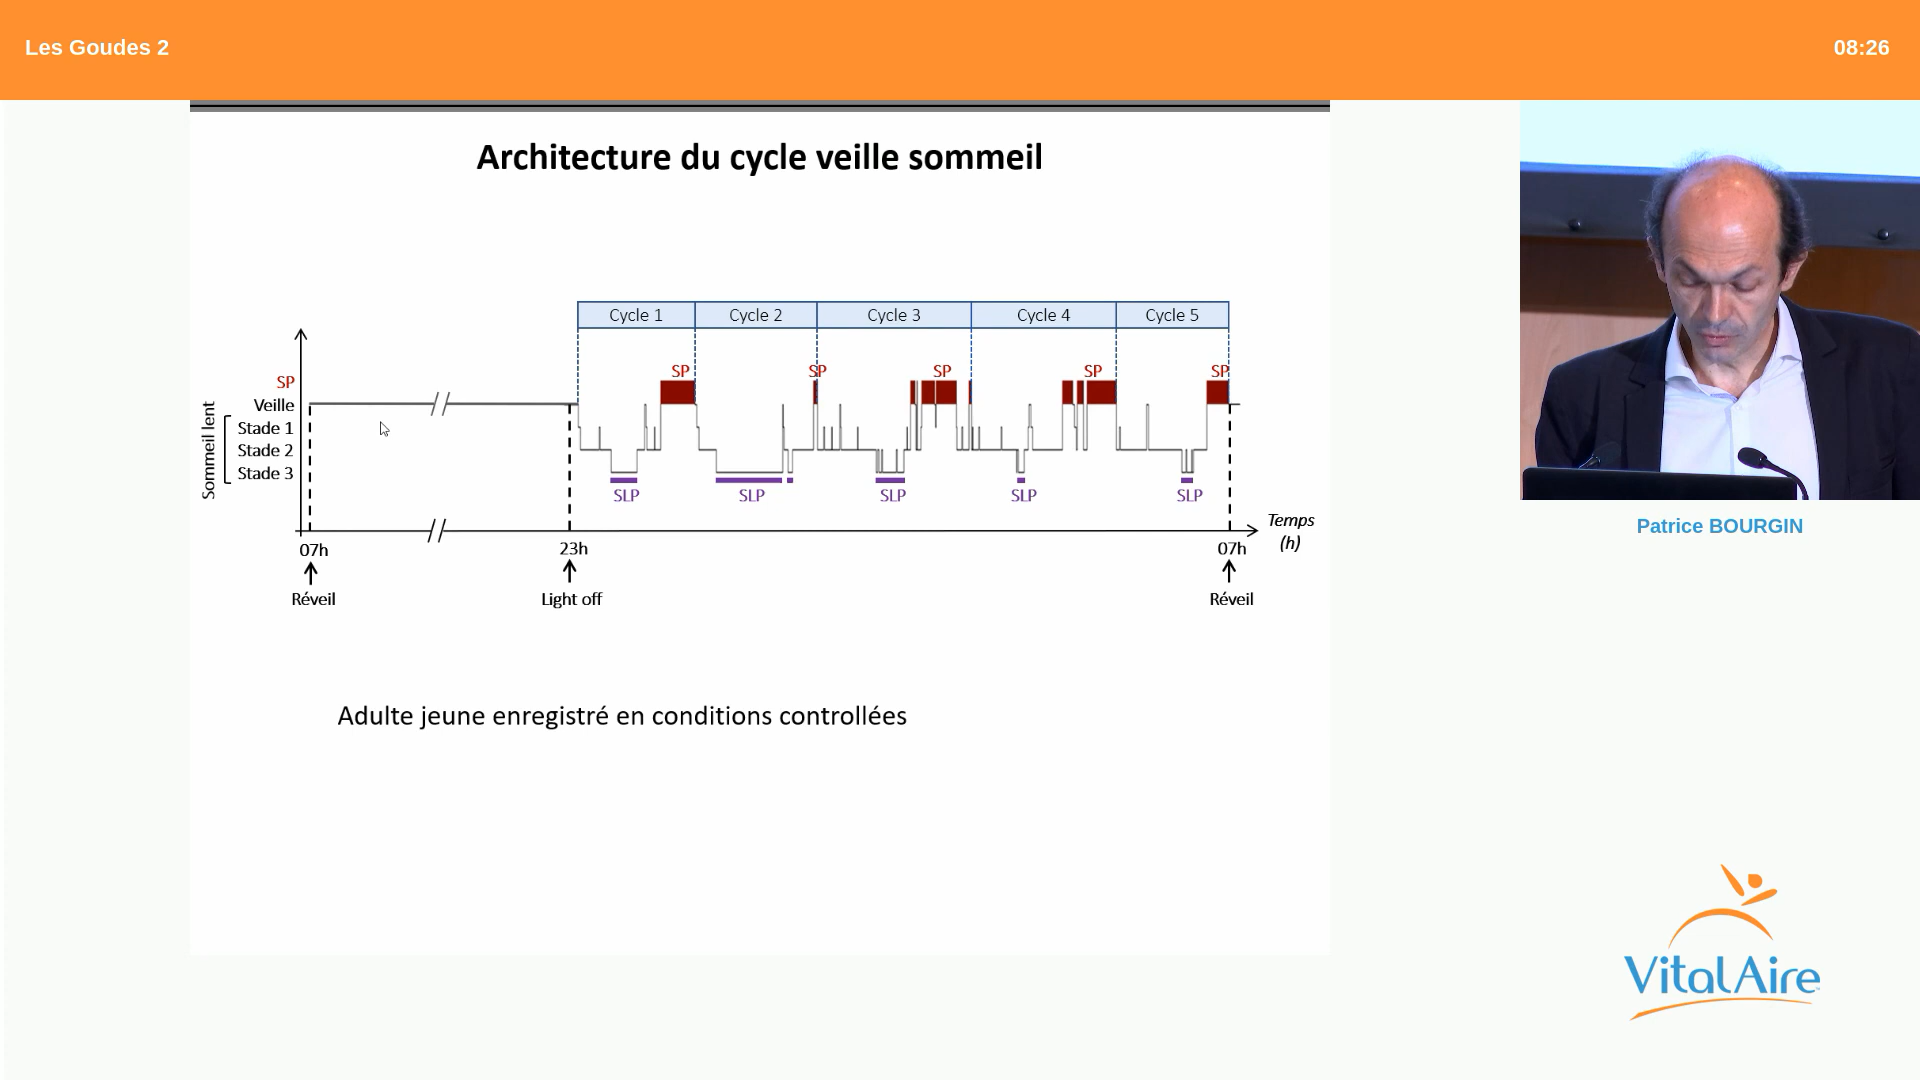 Les Goudes 2
08:26
Architecture du cycle veille sommeil
Cycle 1 Cycle 2 Cycle 3 Cycle 4 Cycle 5
SP SP SP SP SP
SP
Veille
Stade 1
Stade 2
Stade 3
Sommeil lent
SLP SLP SLP SLP SLP
Temps
(h)
07h 23h 07h
Réveil Light off Réveil
Adulte jeune enregistré en conditions controllées
Patrice BOURGIN
VitalAire